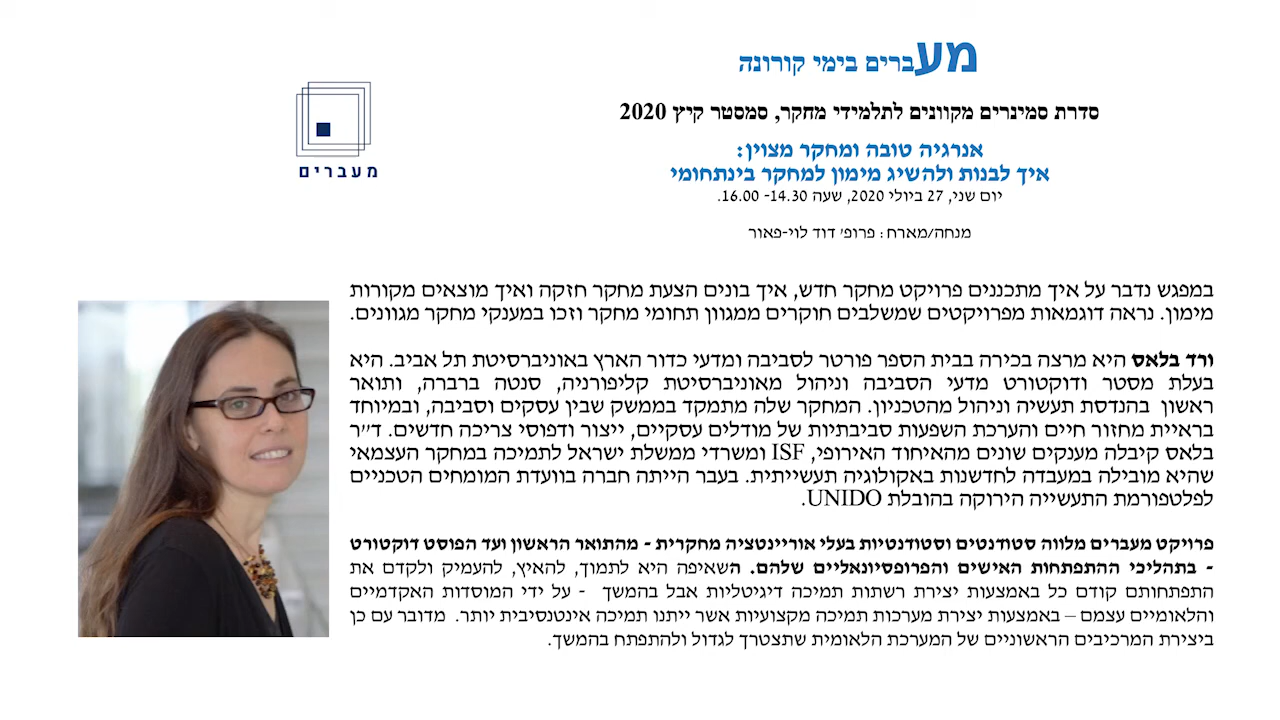 מעברים בימי קורונה
סדרת סמינרים מקוונים לתלמידי מחקר, סמסטר קיץ 2020
אנרגיה טובה ומחקר מצוין:
איך לבנות ולהשיג מימון למחקר בינתחומי
יום שני, 27 ביולי 2020, שעה 14.30- 16.00.
מנחה/מארח: פרופ' דוד לוי-פאור
מעברים
במפגש נדבר על איך מתכננים פרויקט מחקר חדש, איך בונים הצעת מחקר חזקה ואיך מוצאים מקורות
מימון. נראה דוגמאות מפרויקטים שמשלבים חוקרים ממגוון תחומי מחקר וזכו במענקי מחקר מגוונים.
ורד בלאס היא מרצה בכירה בבית הספר פורטר לסביבה ומדעי כדור הארץ באוניברסיטת תל אביב. היא
בעלת מסטר ודוקטורט מדעי הסביבה וניהול מאוניברסיטת קליפורניה, סנטה ברברה, ותואר
ראשון בהנדסת תעשיה וניהול מהטכניון. המחקר שלה מתמקד בממשק שבין עסקים וסביבה, ובמיוחד
בראיית מחזור חיים והערכת השפעות סביבתיות של מודלים עסקיים, ייצור ודפוסי צריכה חדשים. ד״ר
בלאס קיבלה מענקים שונים מהאיחוד האירופי, ISF ומשרדי ממשלת ישראל לתמיכה במחקר העצמאי
שהיא מובילה במעבדה לחדשנות באקולוגיה תעשייתית. בעבר הייתה חברה בוועדת המומחים הטכניים
לפלטפורמת התעשייה הירוקה בהובלת UNIDO.
פרויקט מעברים מלווה סטודנטים וסטודנטיות בעלי אוריינטציה מחקרית - מהתואר הראשון ועד הפוסט דוקטורט
- בתהליכי ההתפתחות האישים והפרופסיונאליים שלהם. השאיפה היא לתמוך, להאיץ, להעמיק ולקדם את
התפתחותם קודם כל באמצעות יצירת רשתות תמיכה דיגיטליות אבל בהמשך - על ידי המוסדות האקדמיים
והלאומיים עצמם – באמצעות יצירת מערכות תמיכה מקצועיות אשר ייתנו תמיכה אינטנסיבית יותר. מדובר עם כן
ביצירת המרכיבים הראשוניים של המערכת הלאומית שתצטרך לגדול ולהתפתח בהמשך.